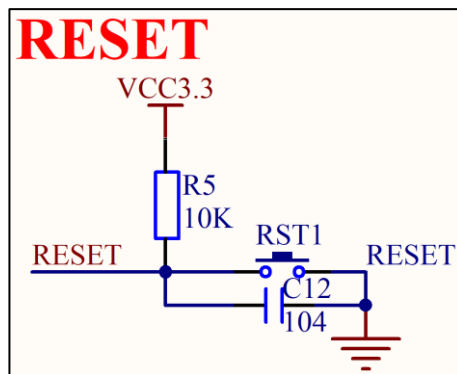 RESET
VCC3.3
R5
10K
RST1
RESET
RESET
C12
104